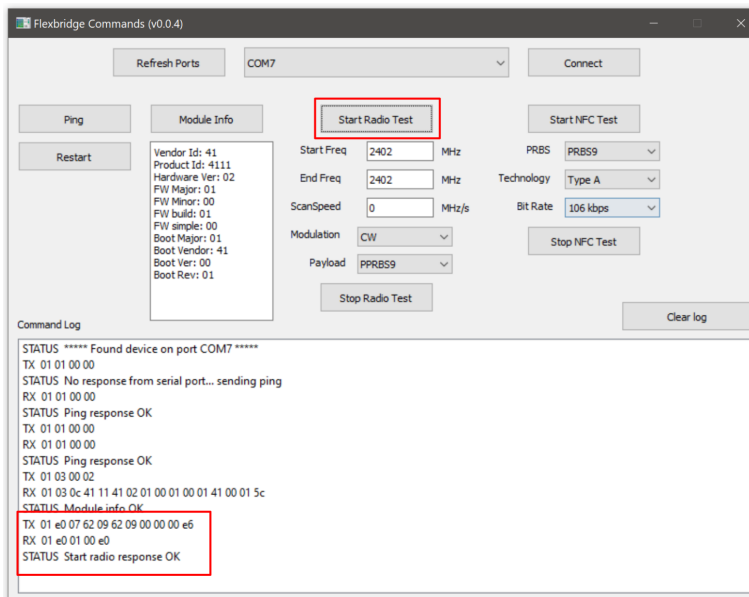 Flexbridge Commands (v0.0.4)
Refresh Ports
COM7
Connect
Ping
Module Info
Start Radio Test
Start NFC Test
Restart
Vendor Id: 41
Product Id: 4111
Hardware Ver: 02
FW Major: 01
FW Minor: 00
FW build: 01
FW simple: 00
Boot Major: 01
Boot Vendor: 41
Boot Ver: 00
Boot Rev: 01
Start Freq 2402 MHz
End Freq 2402 MHz
ScanSpeed 0 MHz/s
Modulation CW
Payload PPRBS9
Stop Radio Test
PRBS PRBS9
Technology Type A
Bit Rate 106 kbps
Stop NFC Test
Clear log
Command Log
STATUS ***** Found device on port COM7 *****
TX 01 01 00 00
STATUS No response from serial port... sending ping
RX 01 01 00 00
STATUS Ping response OK
TX 01 01 00 00
RX 01 01 00 00
STATUS Ping response OK
TX 01 03 00 02
RX 01 03 0c 41 11 41 02 01 00 01 00 01 41 00 01 5c
STATUS Module info OK
TX 01 e0 07 62 09 62 09 00 00 00 e6
RX 01 e0 01 00 e0
STATUS Start radio response OK